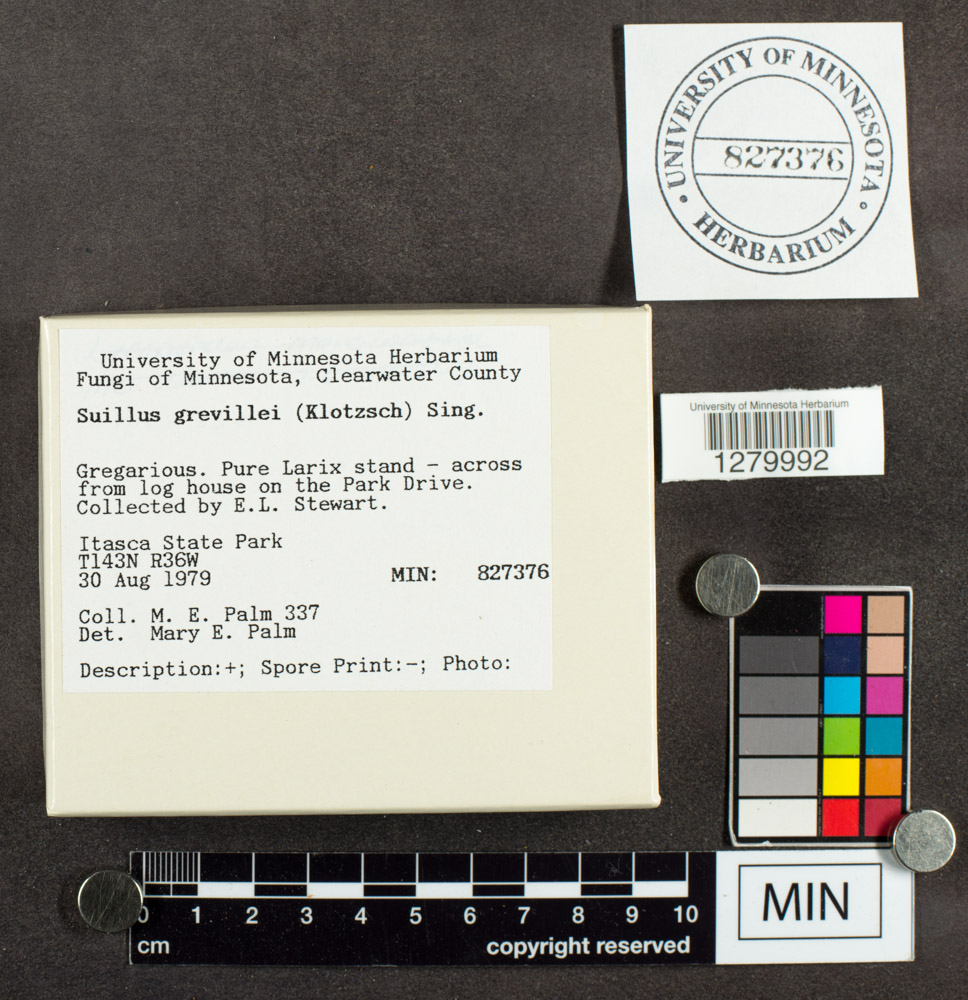 UNIVERSITY OF MINNESOTA
827376
HERBARIUM
University of Minnesota Herbarium
Fungi of Minnesota, Clearwater County
Suillus grevillei (Klotzsch) Sing.
Gregarious. Pure Larix stand - across
from log house on the Park Drive.
Collected by E.L. Stewart.
Itasca State Park
T143N R36W
30 Aug 1979 MIN: 827376
Coll. M. E. Palm 337
Det. Mary E. Palm
Description:+; Spore Print:-; Photo:
University of Minnesota Herbarium
1279992
0 1 2 3 4 5 6 7 8 9 10
cm copyright reserved
MIN